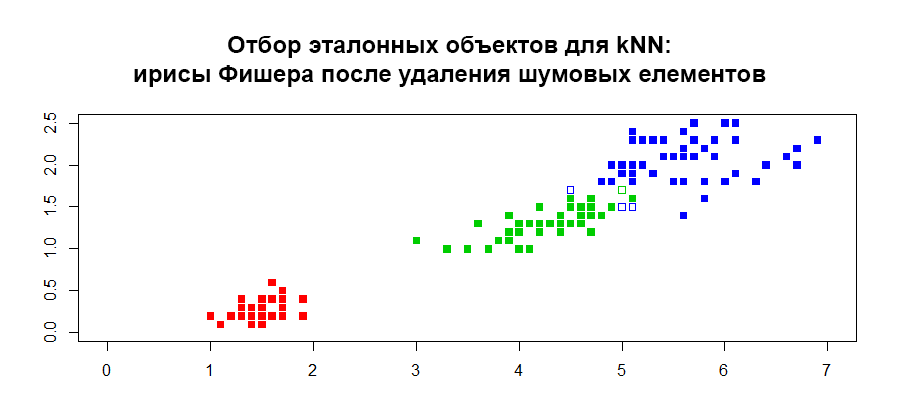 Отбор эталонных объектов для kNN:
ирисы Фишера после удаления шумовых елементов
2.5
2.0
1.5
1.0
0.5
0.0
0 1 2 3 4 5 6 7